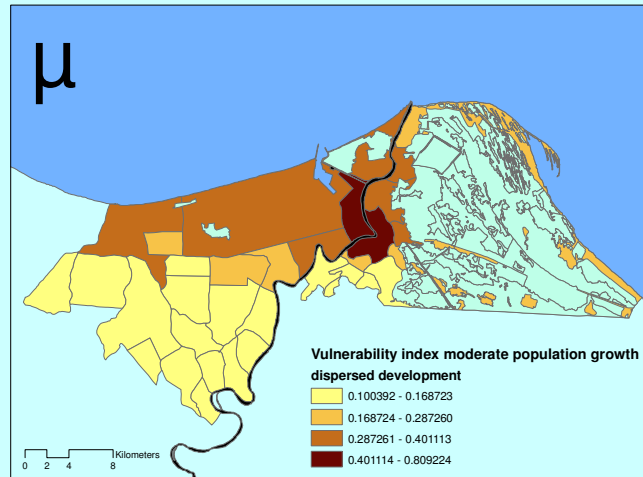 µ
Vulnerability index moderate population growth
dispersed development
0.100392 - 0.168723
0.168724 - 0.287260
0.287261 - 0.401113
0.401114 - 0.809224
Kilometers
0 2 4 8